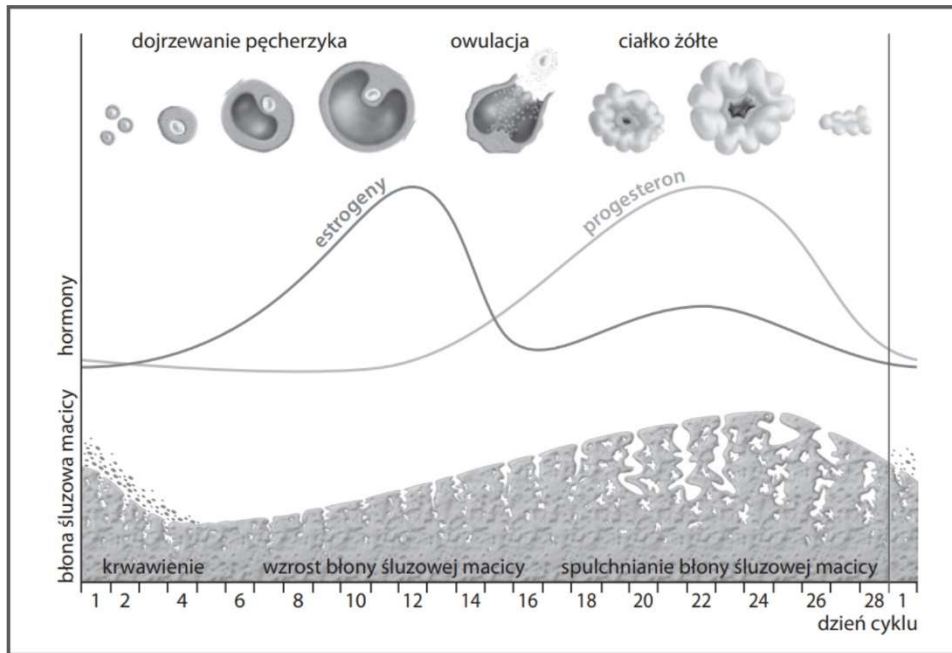 dojrzewanie pęcherzyka owulacja ciałko żółte
estrogeny
progesteron
hormony
błona śluzowa macicy
krwawienie wzrost błony śluzowej macicy spulchnianie błony śluzowej macicy
1 2 4 6 8 10 12 14 16 18 20 22 24 26 28 1
dzień cyklu